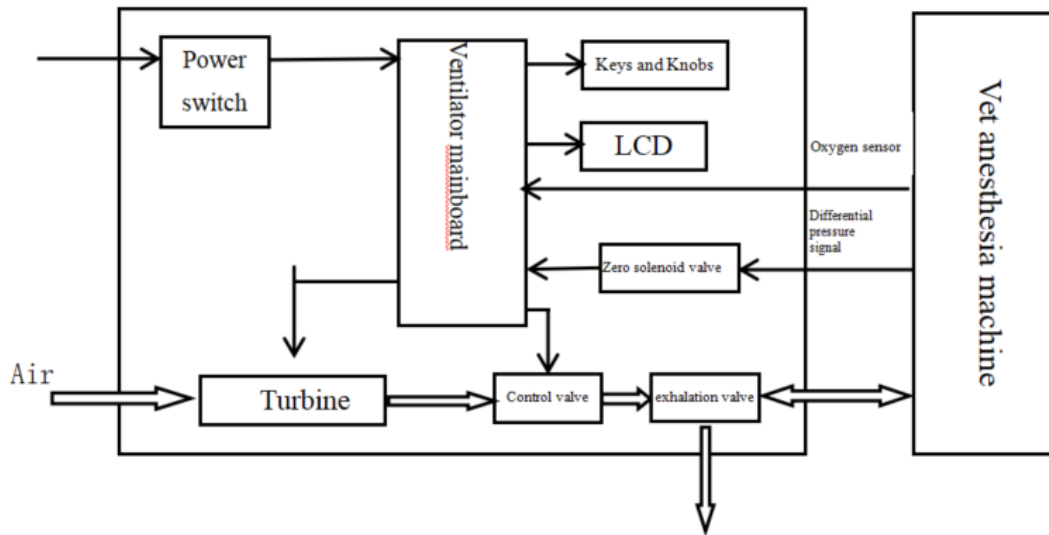 Power
switch
Ventilator mainboard
Keys and Knobs
LCD
Oxygen sensor
Differential
pressure
signal
Zero solenoid valve
Vet anesthesia machine
Air
Turbine
Control valve
exhalation valve